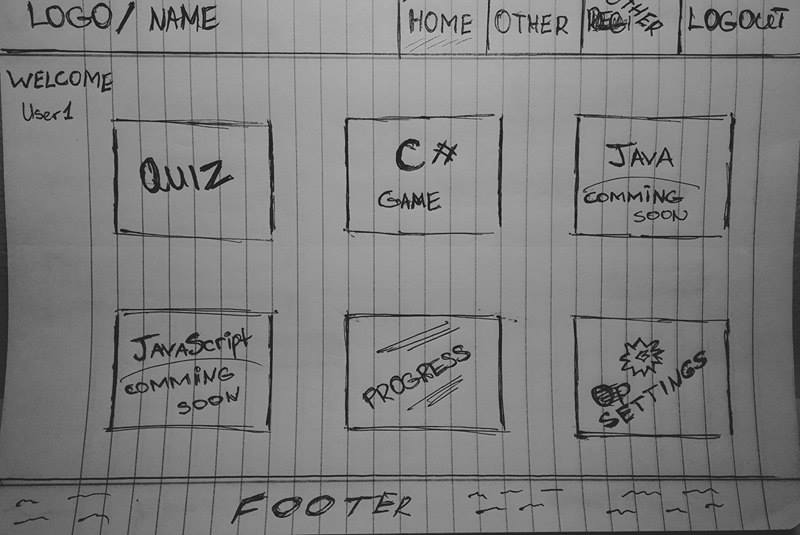 LOGO/ NAME
HOME
OTHER
OTHER
LOGOUT
WELCOME
User1
QUIZ
C#
GAME
JAVA
COMMING
SOON
JAVAScript
COMMING
SOON
PROGRESS
SETTINGS
FOOTER